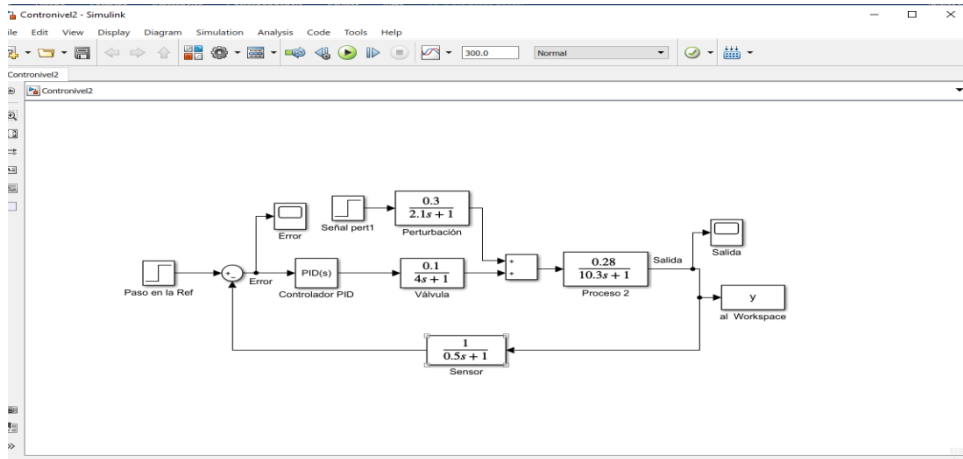 Contronivel2 - Simulink
ile Edit View Display Diagram Simulation Analysis Code Tools Help
300.0 Normal
Contronivel2
Contronivel2
0.3
2.1s + 1
Señal pert1
Perturbación
Error
Salida
Paso en la Ref
+
-
Error
PID(s)
Controlador PID
0.1
4s + 1
Válvula
+
+
0.28
10.3s + 1
Proceso 2
Salida
y
al Workspace
1
0.5s + 1
Sensor